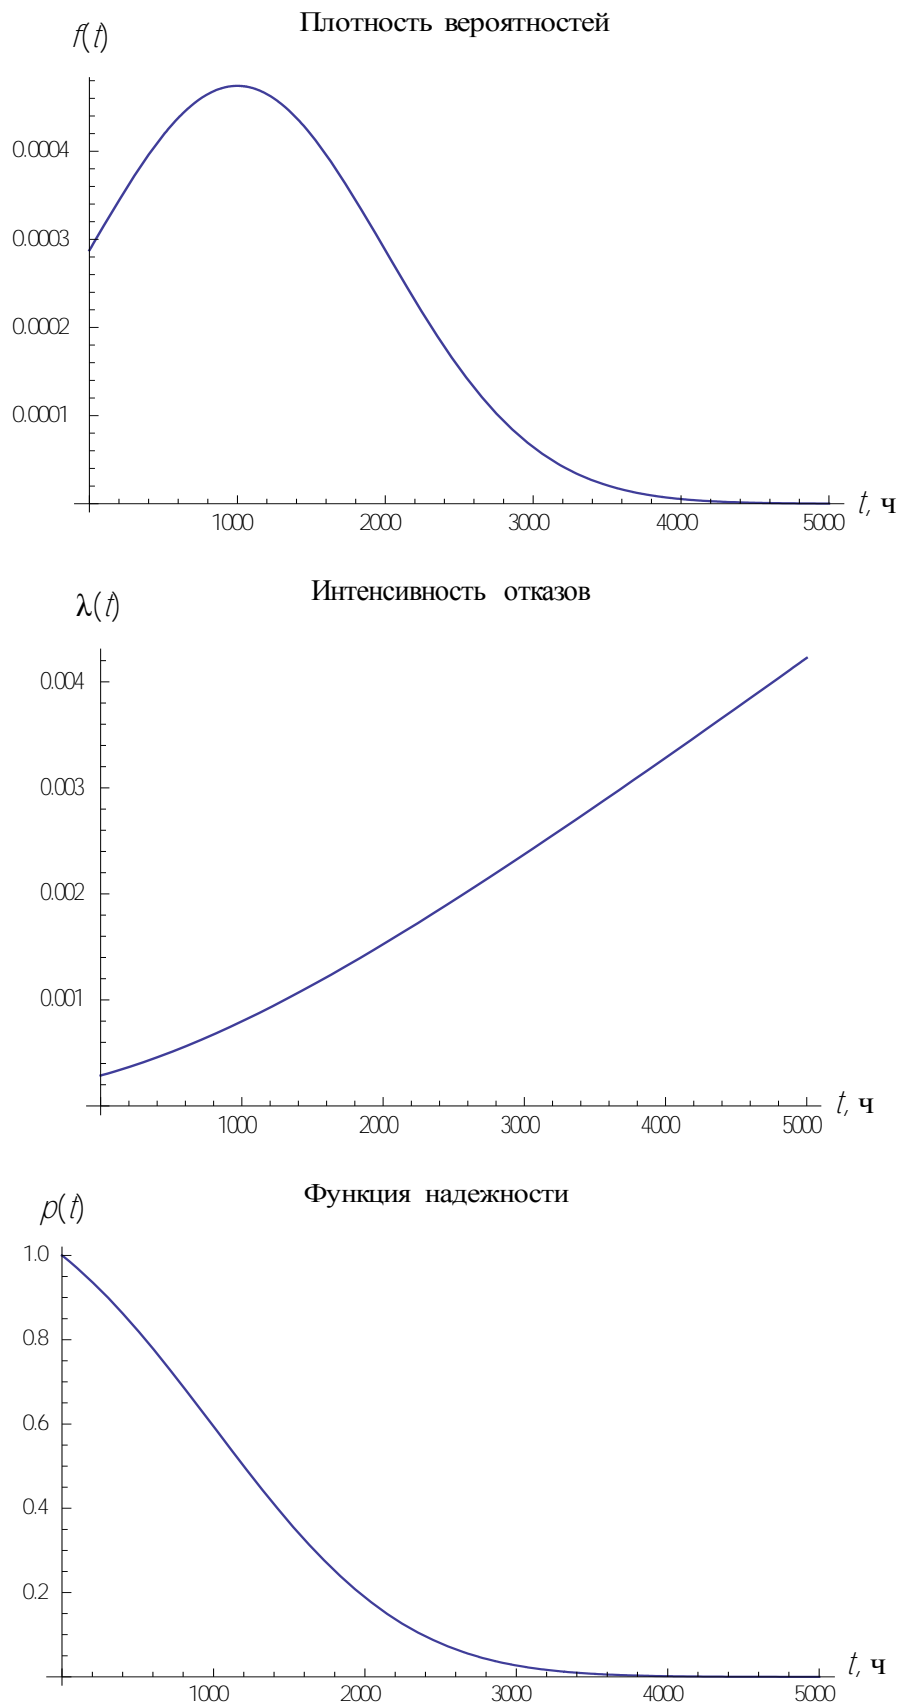 Плотность вероятностей
f(t)
0.0004
0.0003
0.0002
0.0001
1000 2000 3000 4000 5000 t, ч
Интенсивность отказов
λ(t)
0.004
0.003
0.002
0.001
1000 2000 3000 4000 5000 t, ч
Функция надежности
p(t)
1.0
0.8
0.6
0.4
0.2
1000 2000 3000 4000 5000 t, ч